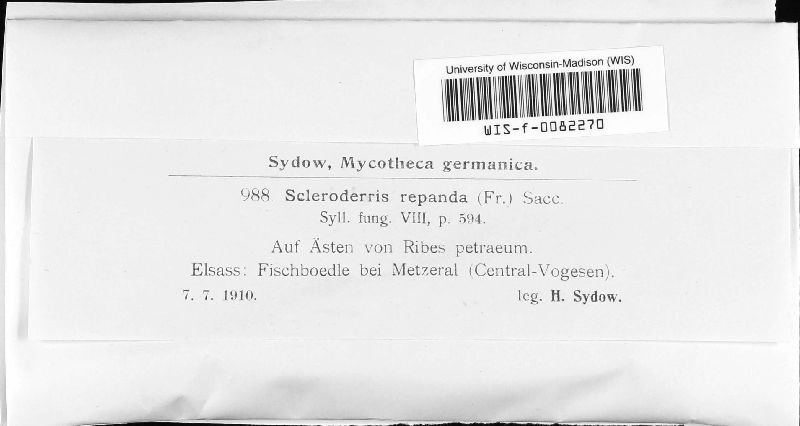 University of Wisconsin-Madison (WIS)
WIS-f-0082270
Sydow, Mycotheca germanica.
988 Scleroderris repanda (Fr.) Sacc.
Syll. fung. VIII, p. 594.
Auf Ästen von Ribes petraeum.
Elsass: Fischboedle bei Metzeral (Central-Vogesen).
7. 7. 1910. leg. H. Sydow.